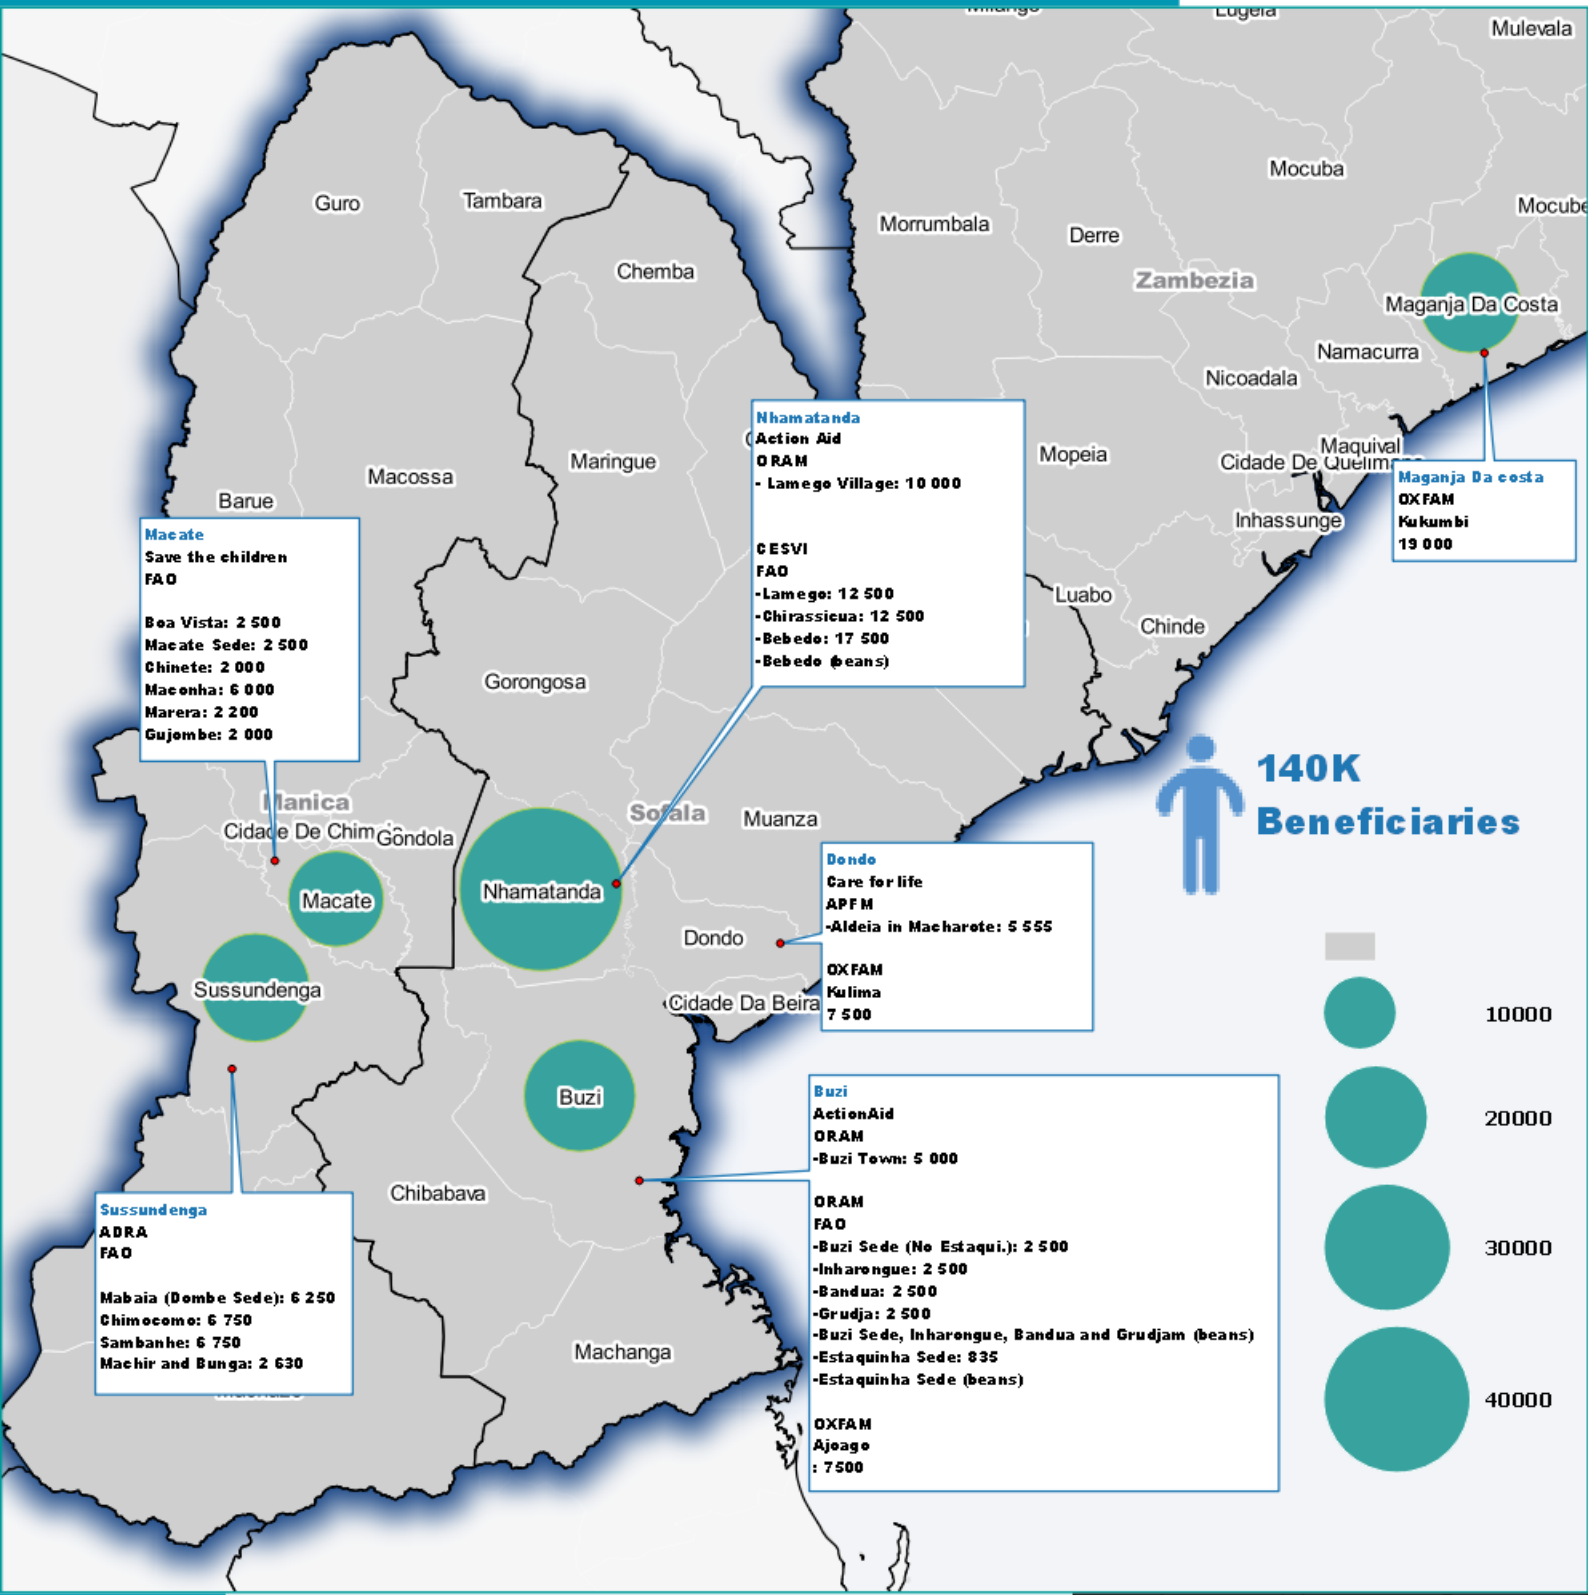 Lugela
Mulevala
Mocuba
Guro
Tambara
Mocube
Morrumbala
Derre
Chemba
Zambezia
Maganja Da Costa
Namacurra
Nicoadala
Nhamatanda
Action Aid
ORAM
- Lamego Village: 10 000
CESVI
FAO
-Lamego: 12 500
-Chirassicua: 12 500
-Bebedo: 17 500
-Bebedo (beans)
Maringue
Mopeia
Maquival
Cidade De Quelima
Maganja Da costa
OXFAM
Kukumbi
19 000
Macossa
Barue
Inhassunge
Macate
Save the children
FAO
Boa Vista: 2 500
Macate Sede: 2 500
Chinete: 2 000
Maconha: 6 000
Marera: 2 200
Gujombe: 2 000
Luabo
Chinde
Gorongosa
140K
Beneficiaries
Manica
Sofala
Muanza
Cidade De Chim
Gondola
Macate
Nhamatanda
Dondo
Care for life
APFM
-Aldeia in Macharote: 5 555
OXFAM
Kulima
7 500
Dondo
Sussundenga
Cidade Da Beira
10000
20000
30000
40000
Buzi
Buzi
ActionAid
ORAM
-Buzi Town: 5 000
ORAM
FAO
-Buzi Sede (No Estaqui.): 2 500
-Inharongue: 2 500
-Bandua: 2 500
-Grudja: 2 500
-Buzi Sede, Inharongue, Bandua and Grudjam (beans)
-Estaquinha Sede: 835
-Estaquinha Sede (beans)
OXFAM
Ajoago
: 7500
Chibabava
Sussundenga
ADRA
FAO
Mabaia (Dombe Sede): 6 250
Chimocomo: 6 750
Sambanhe: 6 750
Machir and Bunga: 2 630
Machanga